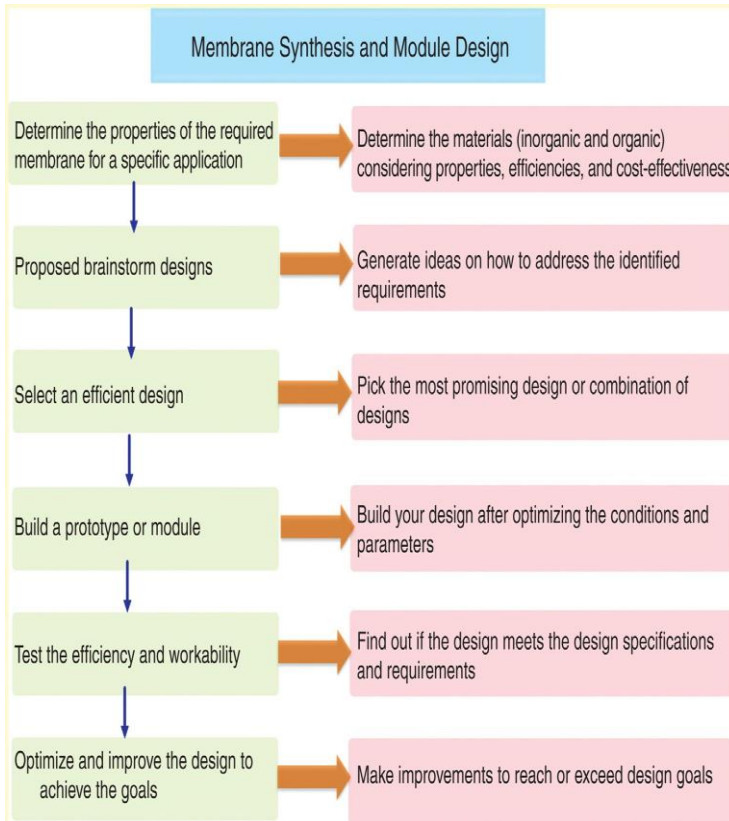 Membrane Synthesis and Module Design
Determine the properties of the required
membrane for a specific application
Determine the materials (inorganic and organic)
considering properties, efficiencies, and cost-effectiveness
Proposed brainstorm designs
Generate ideas on how to address the identified
requirements
Select an efficient design
Pick the most promising design or combination of
designs
Build a prototype or module
Build your design after optimizing the conditions and
parameters
Test the efficiency and workability
Find out if the design meets the design specifications
and requirements
Optimize and improve the design to
achieve the goals
Make improvements to reach or exceed design goals